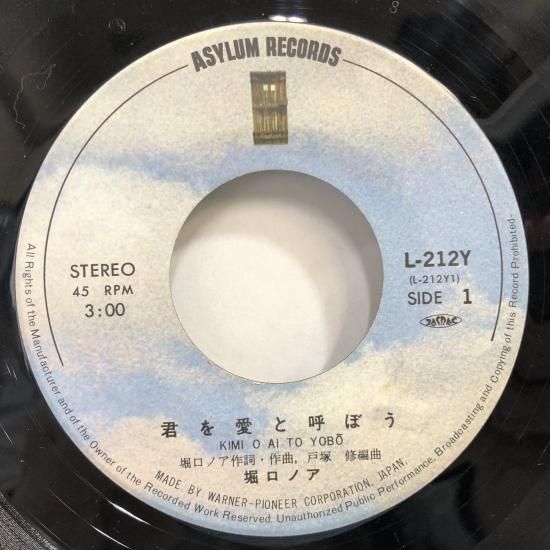 8
ASYLUM RECORDS
STEREO
45 RPM
3:00
L-212Y
(L-212Y1)
SIDE 1
JASRAC
君を愛と呼ぼう
KIMI O AI TO YOBŌ
堀口ノア作詞・作曲, 戸塚 修編曲
堀口ノア
MADE BY WARNER-PIONEER CORPORATION, JAPAN.
All Rights of the Manufacturer and of the Owner of the Recorded Work Reserved. Unauthorized Public Performance, Broadcasting and Copying of this Record Prohibited.